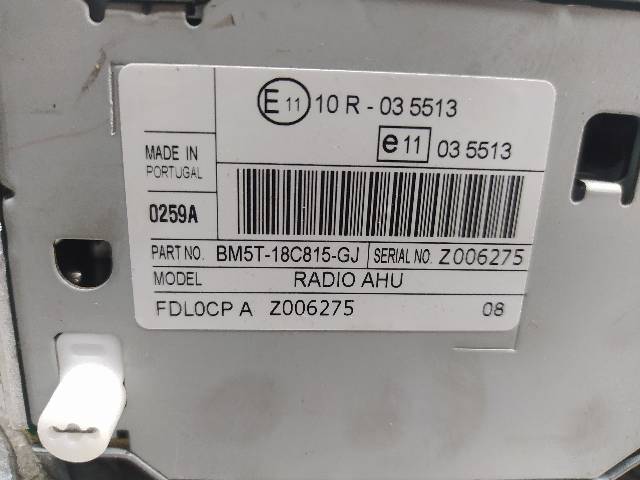 E 11 10 R - 03 5513
e 11 03 5513
MADE IN
PORTUGAL
0259A
PART NO. BM5T-18C815-GJ SERIAL NO. Z006275
MODEL RADIO AHU
FDL0CP A Z006275 08